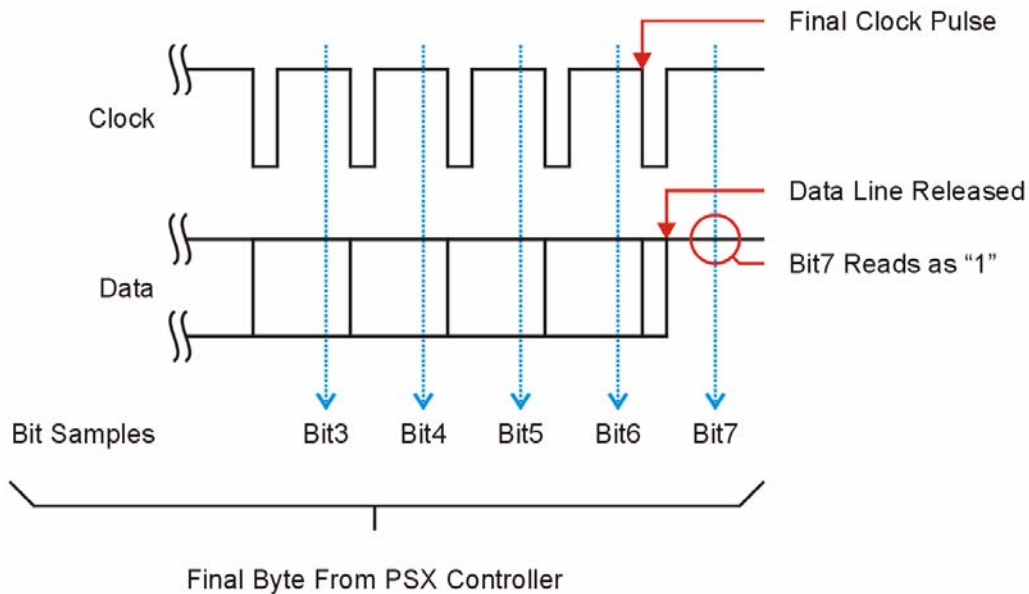 Final Clock Pulse
Clock
Data Line Released
Bit7 Reads as “1”
Data
Bit Samples Bit3 Bit4 Bit5 Bit6 Bit7
Final Byte From PSX Controller